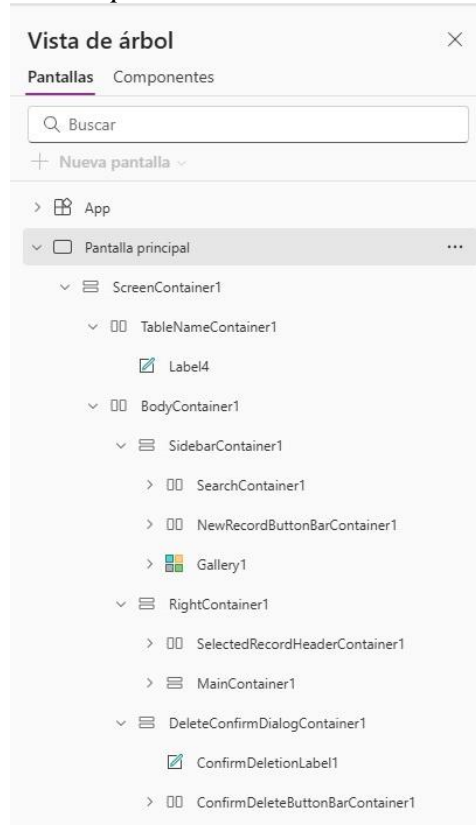 Vista de árbol
Pantallas Componentes
Buscar
Nueva pantalla
App
Pantalla principal
ScreenContainer1
TableNameContainer1
Label4
BodyContainer1
SidebarContainer1
SearchContainer1
NewRecordButtonBarContainer1
Gallery1
RightContainer1
SelectedRecordHeaderContainer1
MainContainer1
DeleteConfirmDialogContainer1
ConfirmDeletionLabel1
ConfirmDeleteButtonBarContainer1